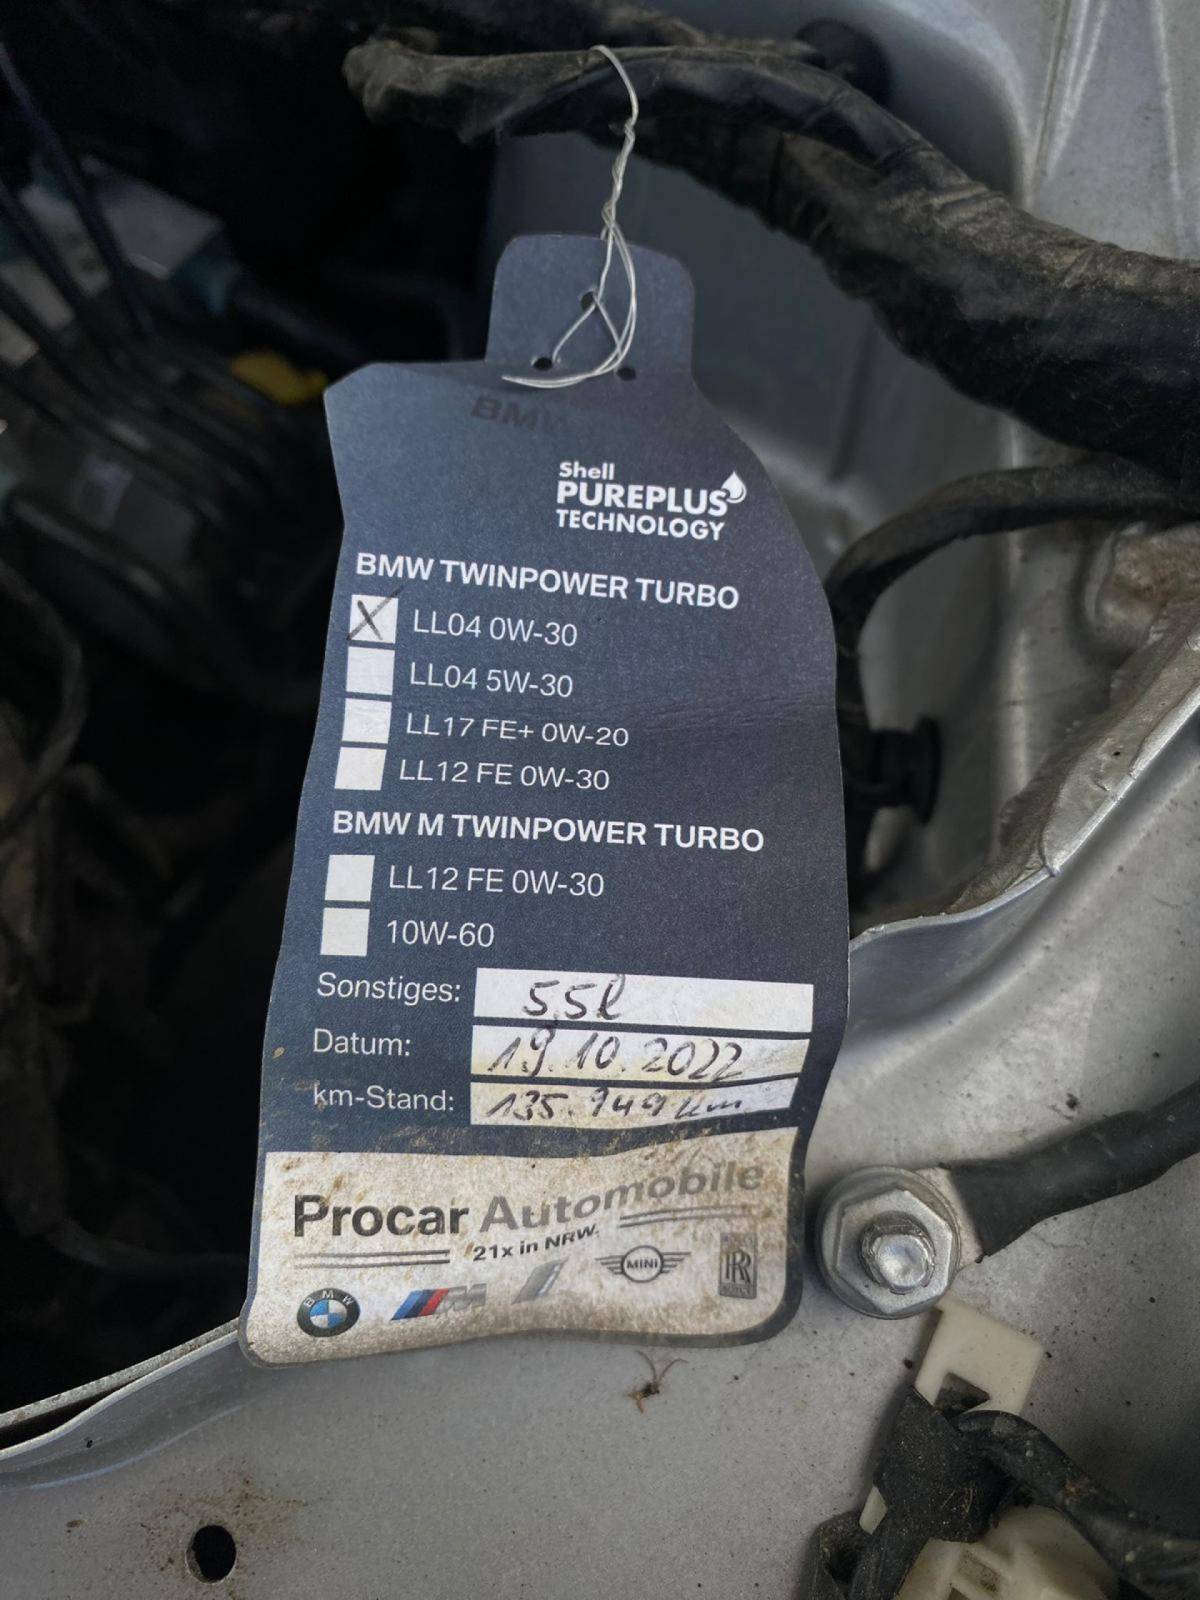 BMW
Shell
PUREPLUS
TECHNOLOGY
BMW TWINPOWER TURBO
X LL04 0W-30
LL04 5W-30
LL17 FE+ 0W-20
LL12 FE 0W-30
BMW M TWINPOWER TURBO
LL12 FE 0W-30
10W-60
Sonstiges: 5,5l
Datum: 19.10.2022
km-Stand: 135.949 km
Procar Automobile
21x in NRW.
BMW M i MINI RR